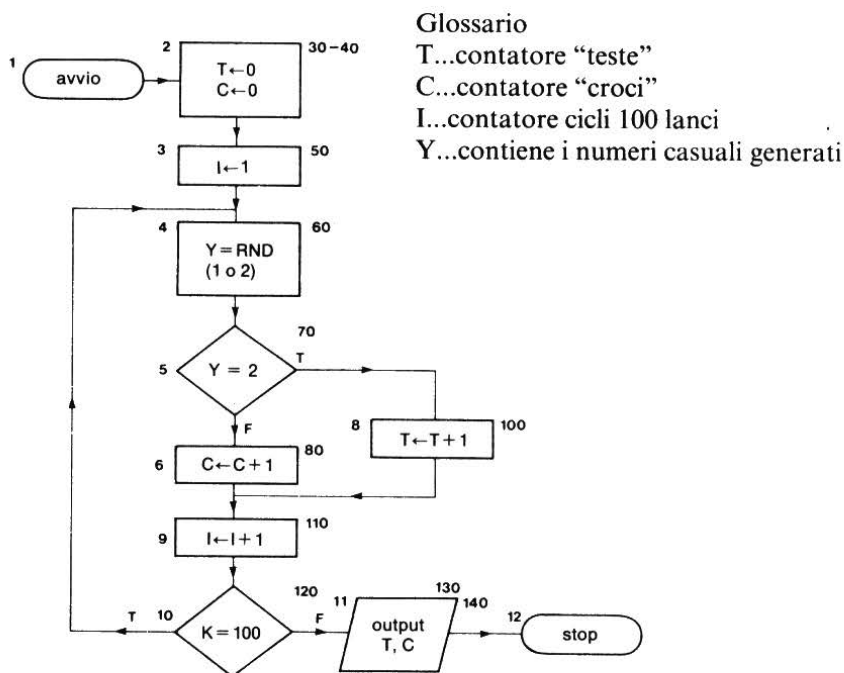 Glossario
T...contatore “teste”
C...contatore “croci”
I...contatore cicli 100 lanci
Y...contiene i numeri casuali generati
1
avvio
2
30-40
T←0
C←0
3
50
I←1
4
60
Y=RND
(1 o 2)
70
5
Y = 2
T
F
8
100
T←T+1
6
80
C←C+1
9
110
I←I+1
10
120
T
K=100
F
11
130
140
output
T, C
12
stop